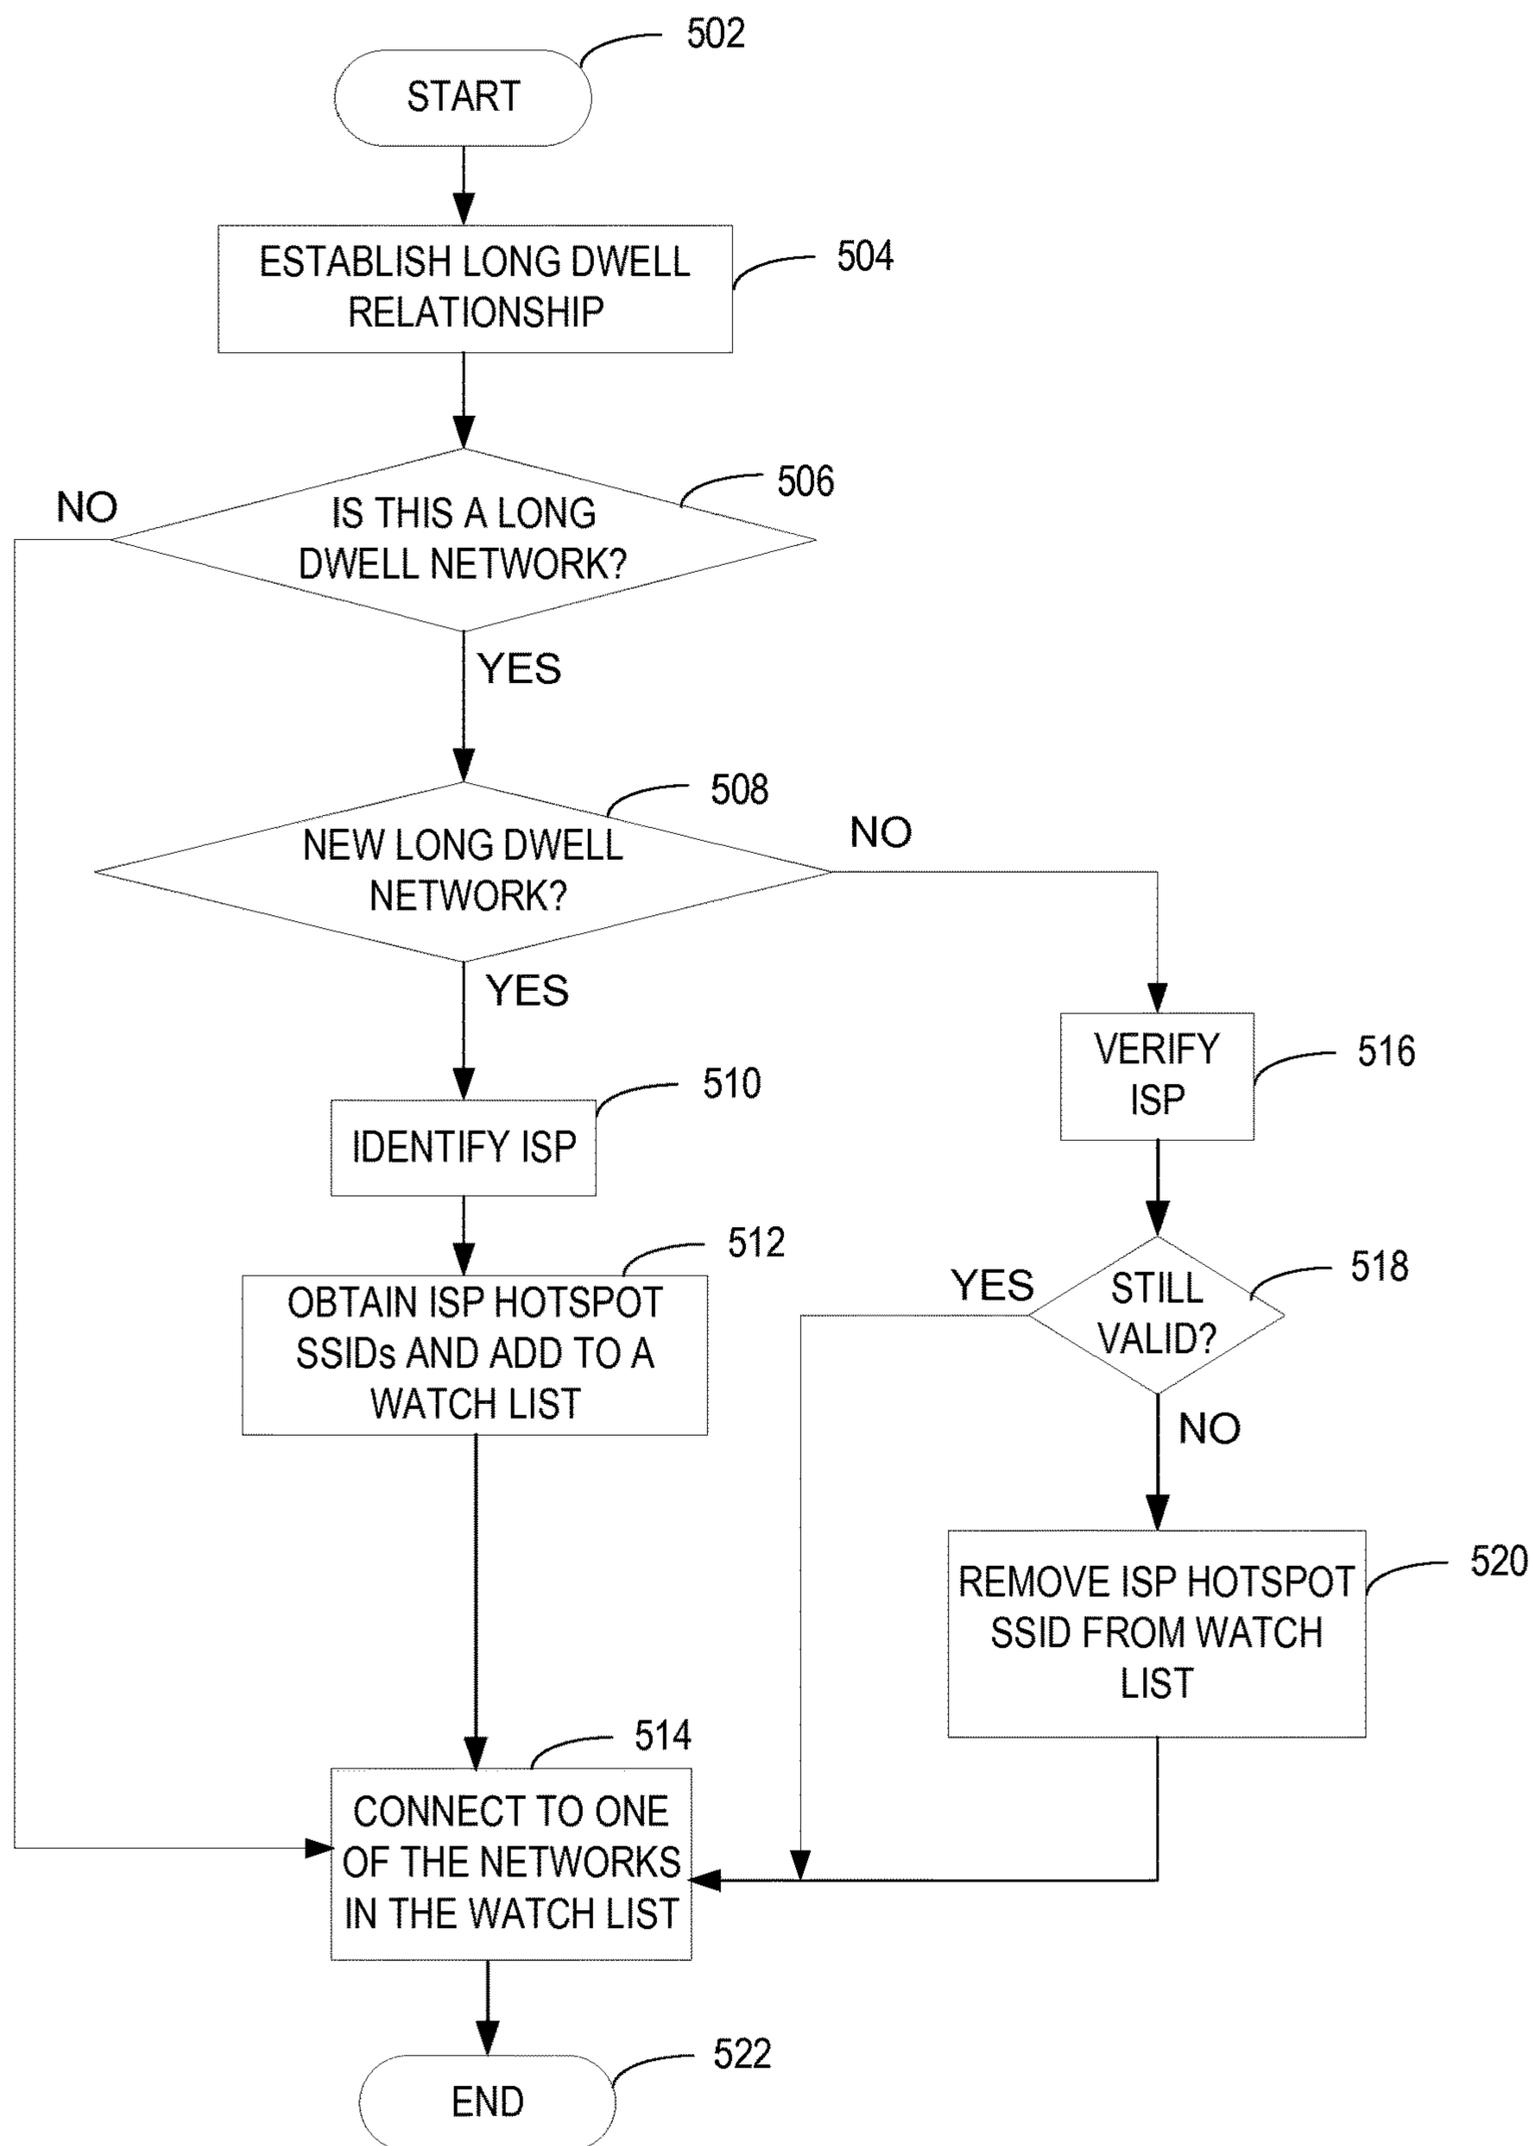 502
START
ESTABLISH LONG DWELL
RELATIONSHIP
504
NO
IS THIS A LONG
DWELL NETWORK?
506
YES
NEW LONG DWELL
NETWORK?
508
NO
YES
VERIFY
ISP
516
IDENTIFY ISP
510
OBTAIN ISP HOTSPOT
SSIDs AND ADD TO A
WATCH LIST
512
YES
STILL
VALID?
518
NO
REMOVE ISP HOTSPOT
SSID FROM WATCH
LIST
520
514
CONNECT TO ONE
OF THE NETWORKS
IN THE WATCH LIST
END
522